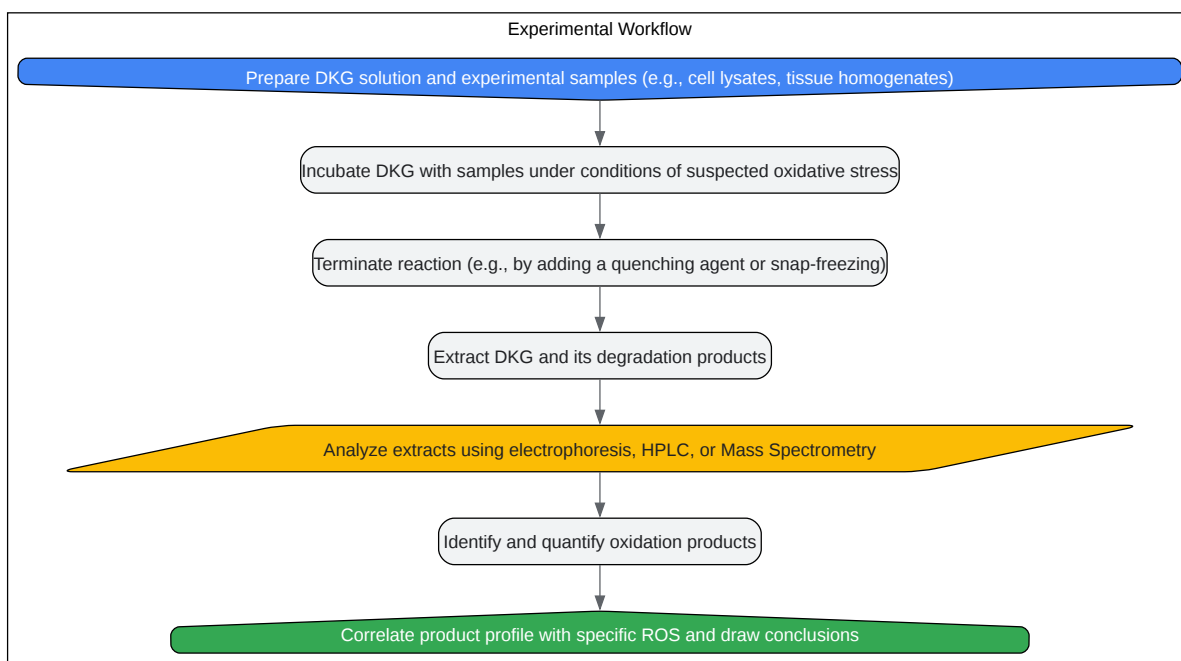 Experimental Workflow
Prepare DKG solution and experimental samples (e.g., cell lysates, tissue homogenates)
Incubate DKG with samples under conditions of suspected oxidative stress
Terminate reaction (e.g., by adding a quenching agent or snap-freezing)
Extract DKG and its degradation products
Analyze extracts using electrophoresis, HPLC, or Mass Spectrometry
Identify and quantify oxidation products
Correlate product profile with specific ROS and draw conclusions